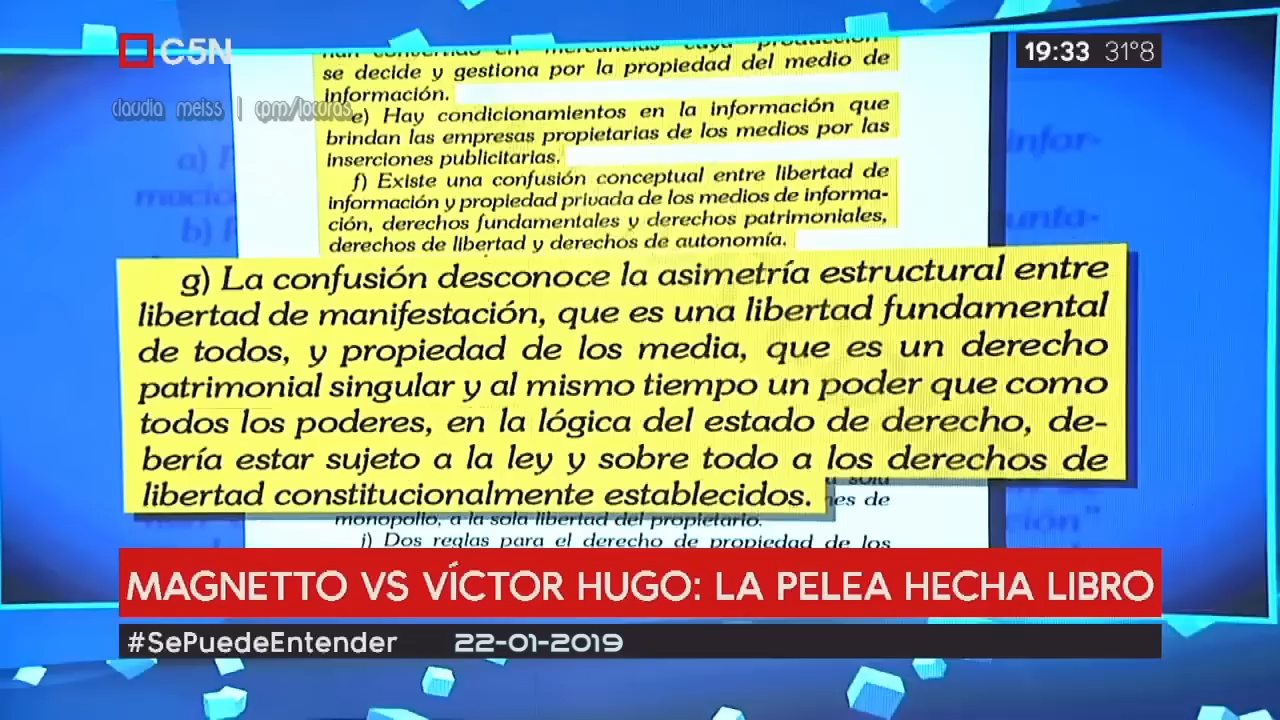 C5N
19:33 31°8
claudia meiss | cpm/locuras
se decide y gestiona por la propiedad del medio de
información.
e) Hay condicionamientos en la información que
brindan las empresas propietarias de los medios por las
inserciones publicitarias.
f) Existe una confusión conceptual entre libertad de
información y propiedad privada de los medios de informa-
ción, derechos fundamentales y derechos patrimoniales,
derechos de libertad y derechos de autonomía.
g) La confusión desconoce la asimetría estructural entre
libertad de manifestación, que es una libertad fundamental
de todos, y propiedad de los media, que es un derecho
patrimonial singular y al mismo tiempo un poder que como
todos los poderes, en la lógica del estado de derecho, de-
bería estar sujeto a la ley y sobre todo a los derechos de
libertad constitucionalmente establecidos.
de
monopolio, a la sola libertad del propietario.
j) Dos reglas para el derecho de propiedad de los
MAGNETTO VS VÍCTOR HUGO: LA PELEA HECHA LIBRO
#SePuedeEntender 22-01-2019